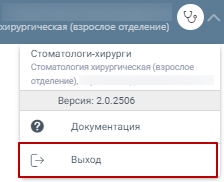 хирургическая (взрослое отделение)
Стоматологи-хирурги
Стоматология хирургическая (взрослое
отделение),
Версия: 2.0.2506
Документация
Выход